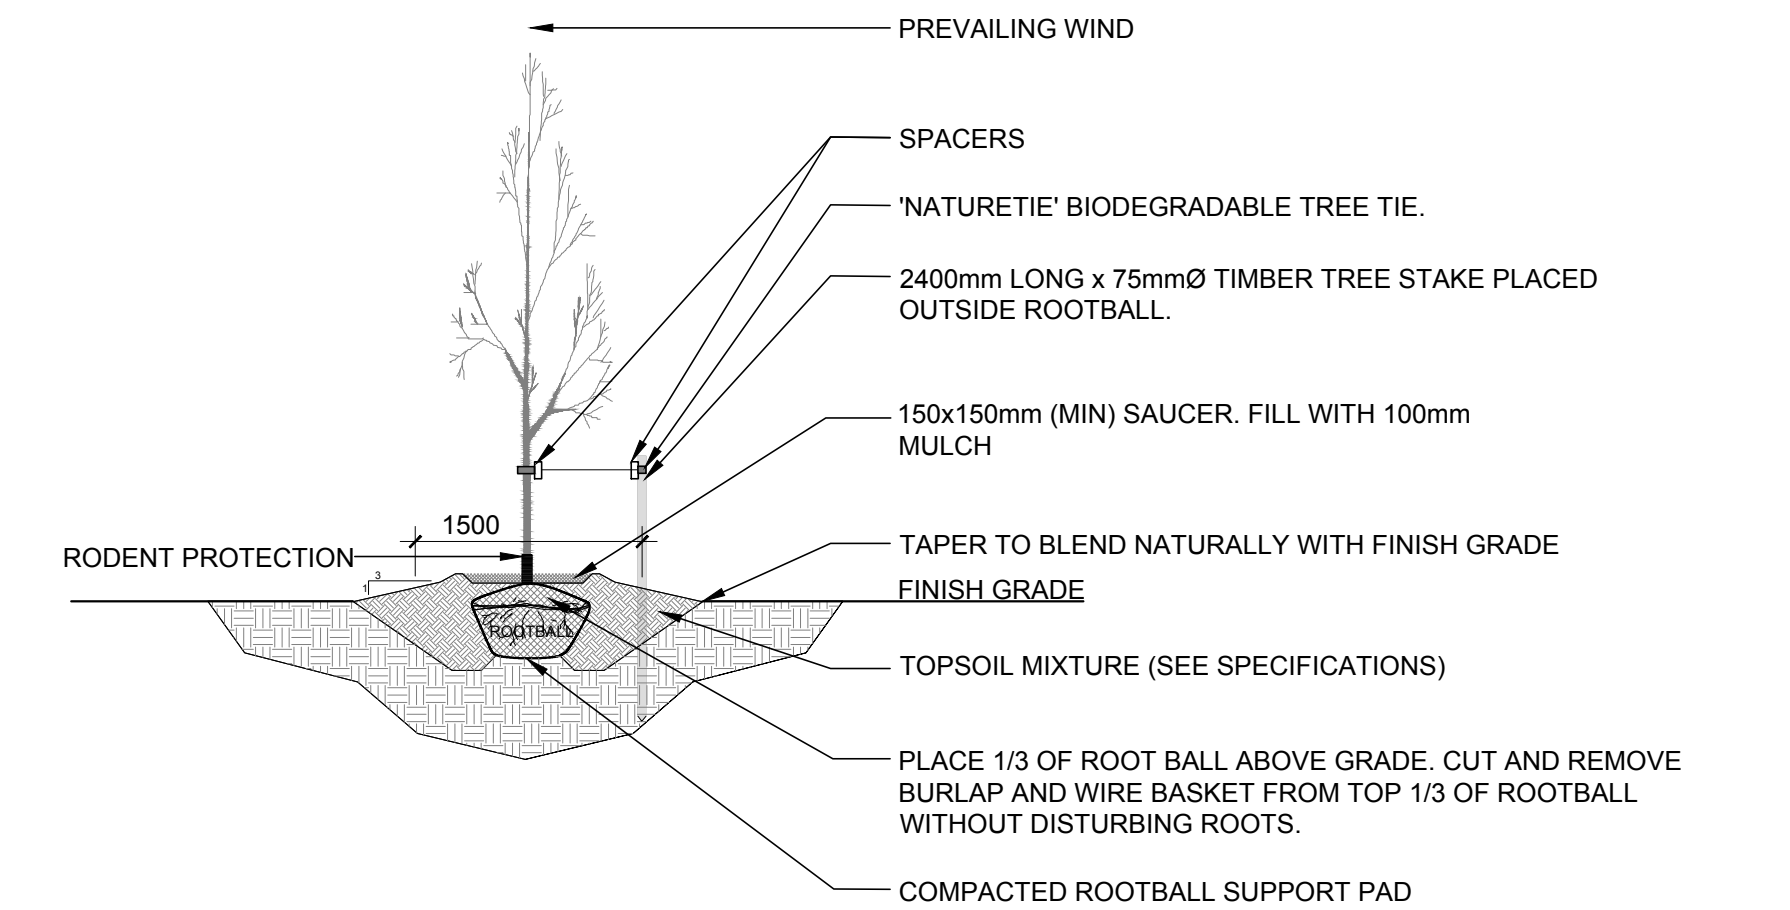 PREVAILING WIND
SPACERS
'NATURETIE' BIODEGRADABLE TREE TIE.
2400mm LONG x 75mmØ TIMBER TREE STAKE PLACED
OUTSIDE ROOTBALL.
150x150mm (MIN) SAUCER. FILL WITH 100mm
MULCH
1500
RODENT PROTECTION
3
1
TAPER TO BLEND NATURALLY WITH FINISH GRADE
FINISH GRADE
ROOTBALL
TOPSOIL MIXTURE (SEE SPECIFICATIONS)
PLACE 1/3 OF ROOT BALL ABOVE GRADE. CUT AND REMOVE
BURLAP AND WIRE BASKET FROM TOP 1/3 OF ROOTBALL
WITHOUT DISTURBING ROOTS.
COMPACTED ROOTBALL SUPPORT PAD